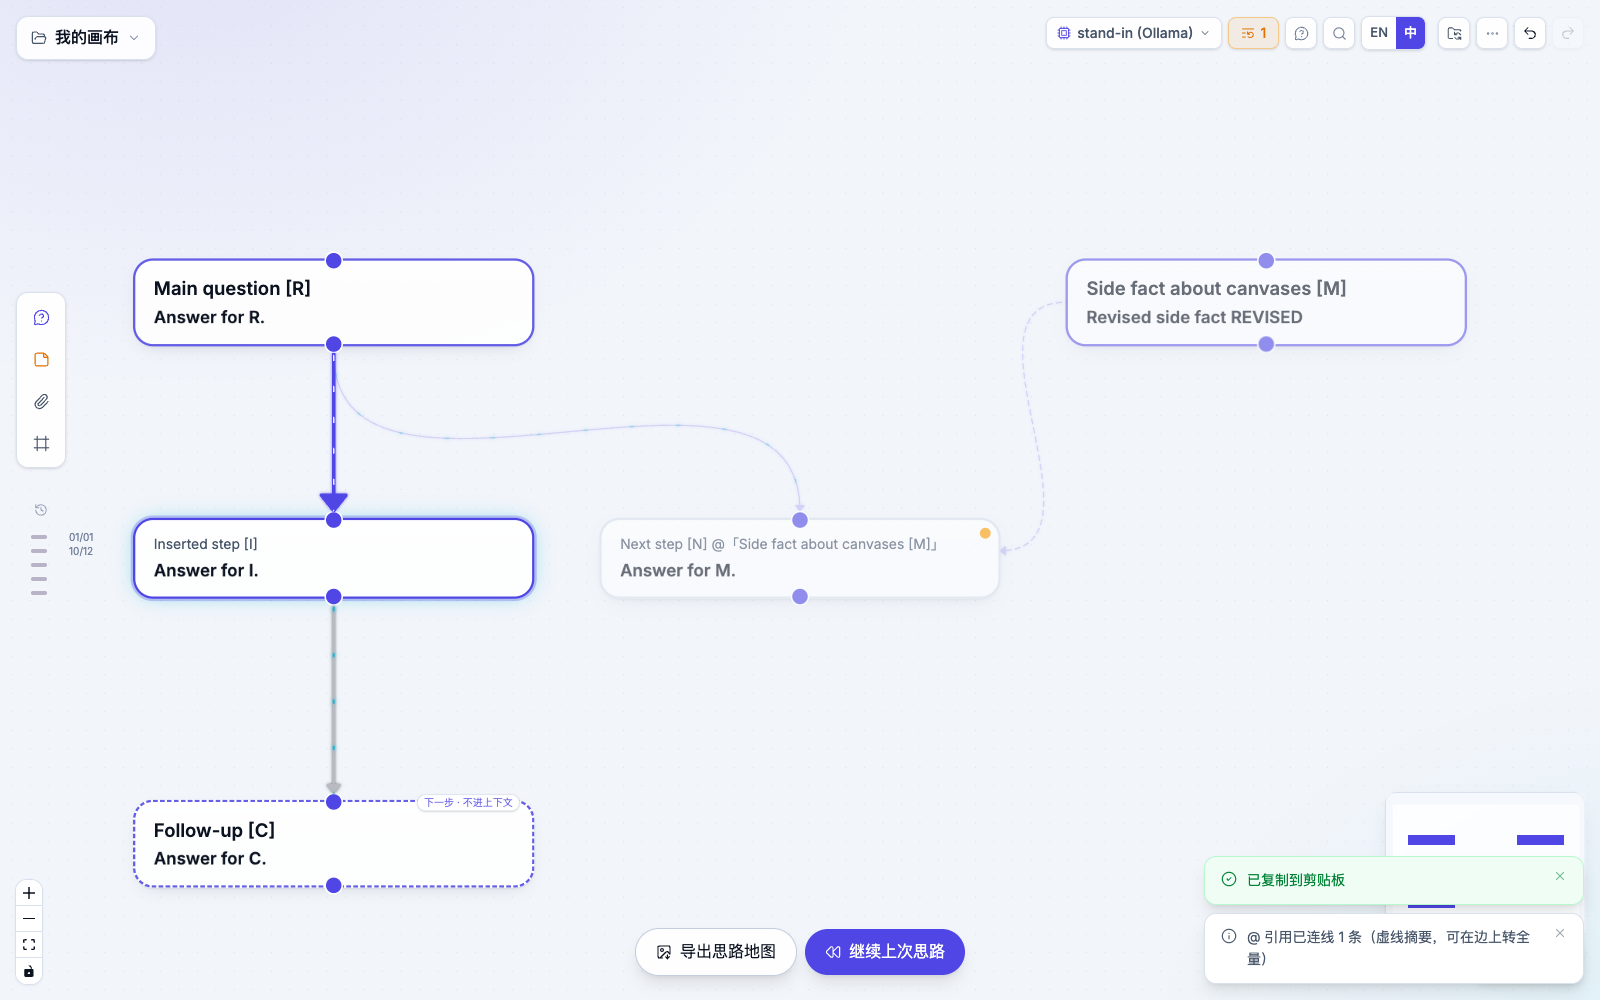 我的画布
stand-in (Ollama)
1
EN
中
Main question [R]
Answer for R.
Side fact about canvases [M]
Revised side fact REVISED
01/01
10/12
Inserted step [I]
Answer for I.
Next step [N] @「Side fact about canvases [M]」
Answer for M.
下一步 · 不进上下文
Follow-up [C]
Answer for C.
导出思路地图
继续上次思路
已复制到剪贴板
@ 引用已连线 1 条（虚线摘要，可在边上转全
量）